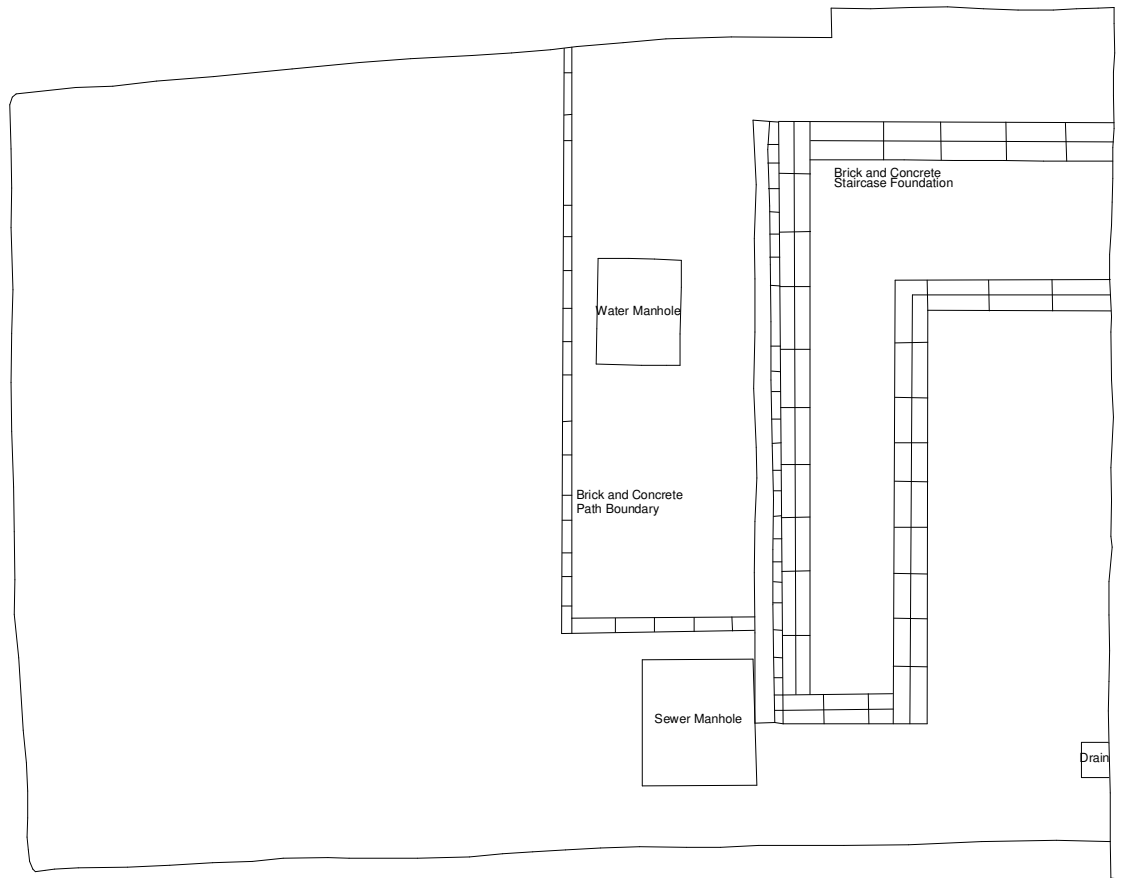 Brick and Concrete
Staircase Foundation
Water Manhole
Brick and Concrete
Path Boundary
Sewer Manhole
Drain